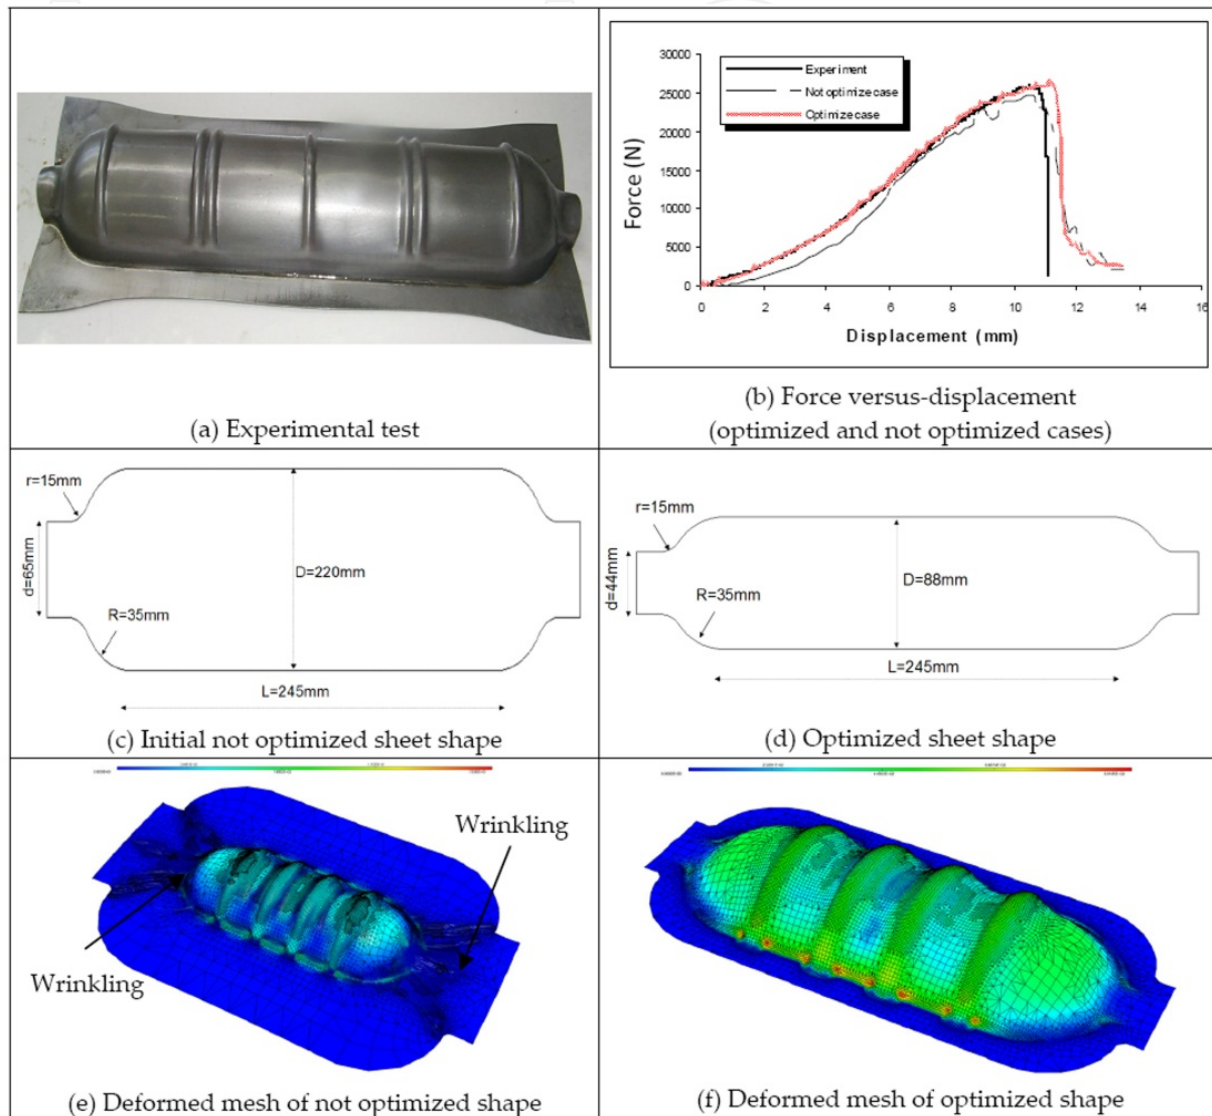 30000
25000
20000
15000
10000
5000
0
Force (N)
Experiment
Not optimize case
Optimize case
0 2 4 6 8 10 12 14 16
Displacement (mm)
(a) Experimental test
(b) Force versus-displacement
(optimized and not optimized cases)
r=15mm
d=65mm
D=220mm
R=35mm
L=245mm
(c) Initial not optimized sheet shape
r=15mm
d=44mm
D=88mm
R=35mm
L=245mm
(d) Optimized sheet shape
Wrinkling
Wrinkling
(e) Deformed mesh of not optimized shape
(f) Deformed mesh of optimized shape